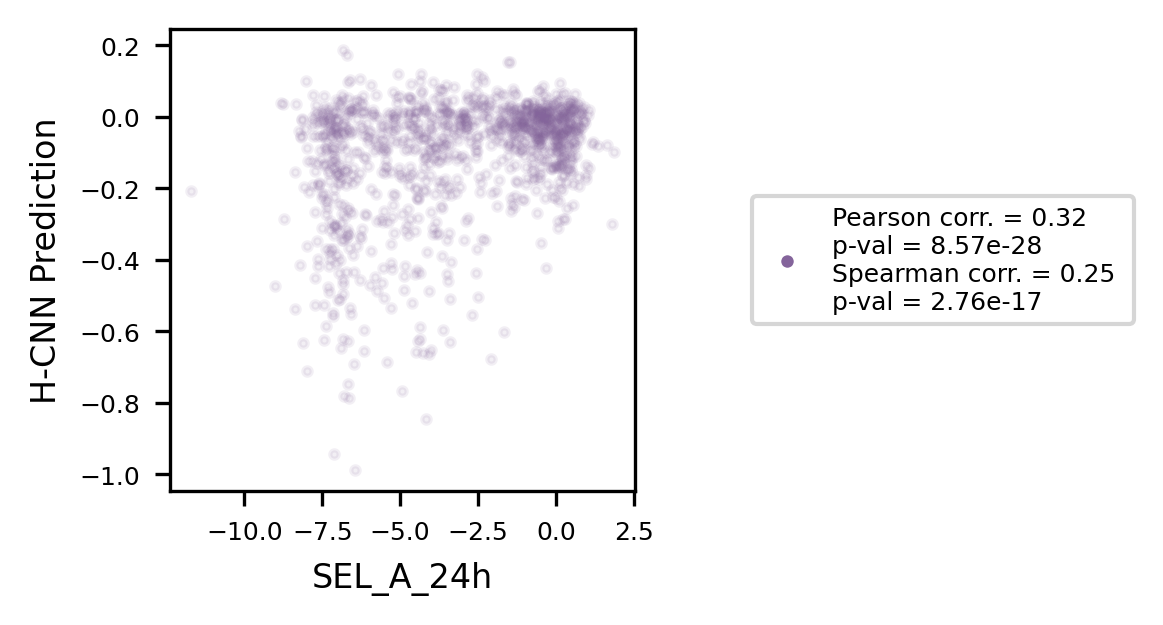 H-CNN Prediction
0.2
0.0
−0.2
−0.4
−0.6
−0.8
−1.0
−10.0 −7.5 −5.0 −2.5 0.0 2.5
SEL_A_24h
Pearson corr. = 0.32
p-val = 8.57e-28
Spearman corr. = 0.25
p-val = 2.76e-17